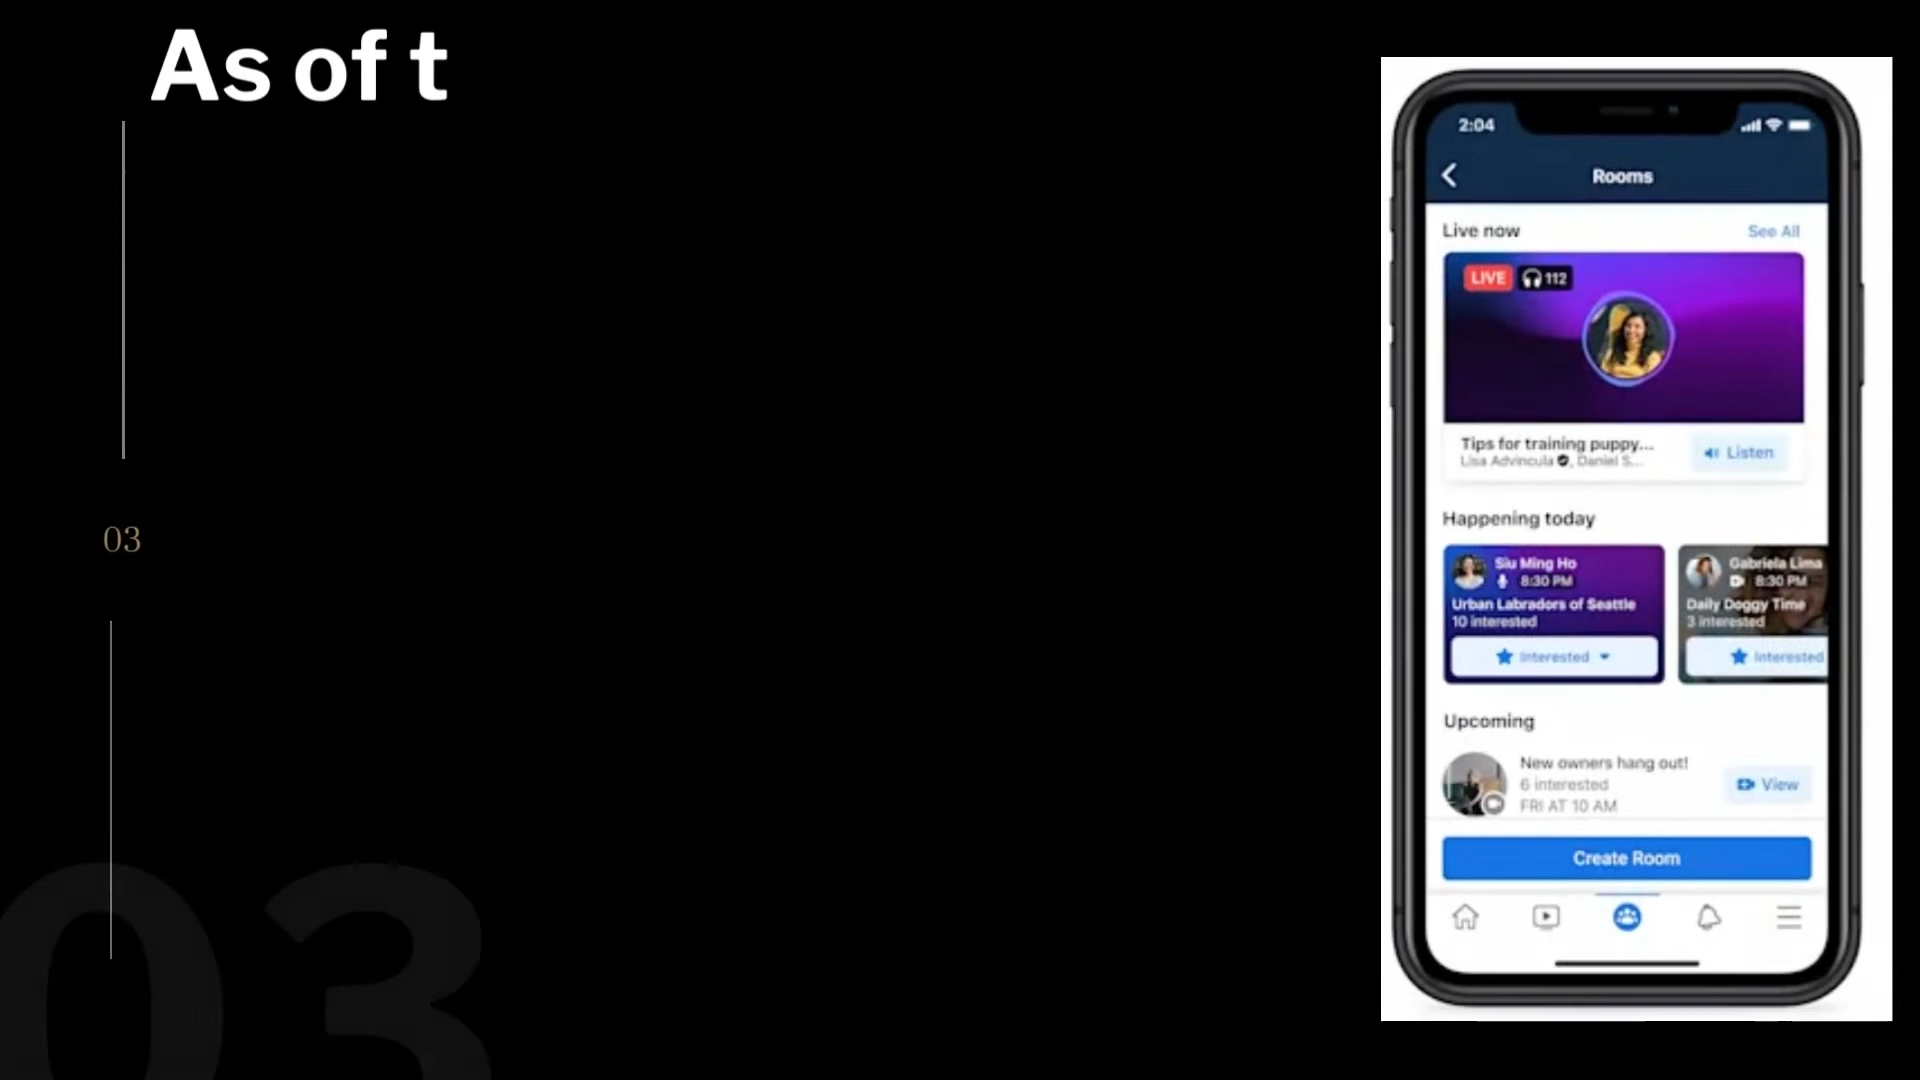 As of t
03
03
2:04
Rooms
Live now
See All
LIVE
112
Tips for training puppy...
Lisa Advincula, Daniel S...
Listen
Happening today
Siu Ming Ho
8:30 PM
Urban Labradors of Seattle
10 interested
Interested
Gabriela Lima
8:30 PM
Daily Doggy Time
3 interested
Interested
Upcoming
New owners hang out!
6 interested
FRI AT 10 AM
View
Create Room